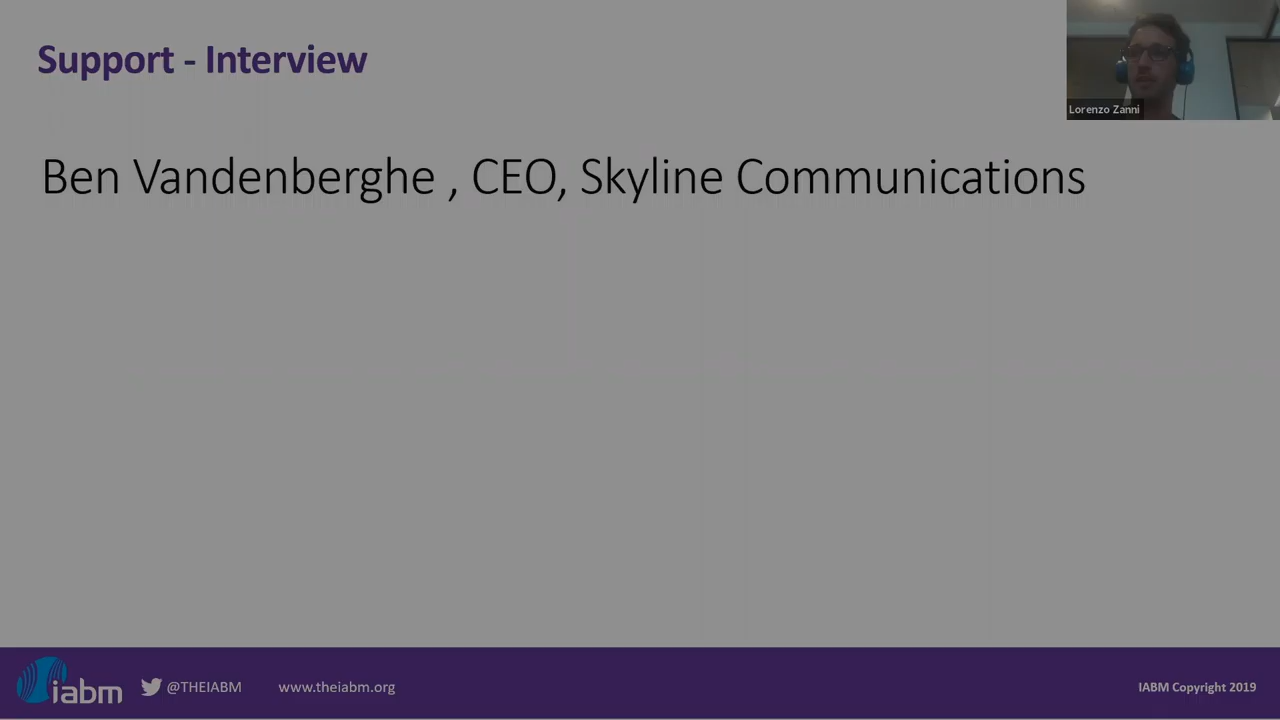 Support - Interview
Lorenzo Zanni
Ben Vandenberghe , CEO, Skyline Communications
iabm
@THEIABM
www.theiabm.org
IABM Copyright 2019